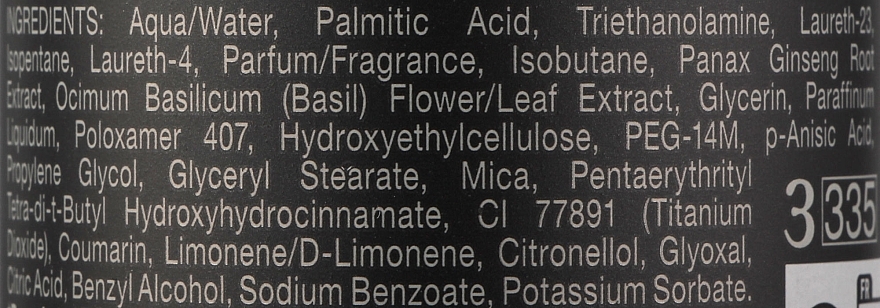 INGREDIENTS: Aqua/Water, Palmitic Acid, Triethanolamine, Laureth-23,
Isopentane, Laureth-4, Parfum/Fragrance, Isobutane, Panax Ginseng Root
Extract, Ocimum Basilicum (Basil) Flower/Leaf Extract, Glycerin, Paraffinum
Liquidum, Poloxamer 407, Hydroxyethylcellulose, PEG-14M, p-Anisic Acid,
Propylene Glycol, Glyceryl Stearate, Mica, Pentaerythrityl
Tetra-di-t-Butyl Hydroxyhydrocinnamate, CI 77891 (Titanium
Dioxide), Coumarin, Limonene/D-Limonene, Citronellol, Glyoxal,
Citric Acid, Benzyl Alcohol, Sodium Benzoate, Potassium Sorbate.
3 335
FR